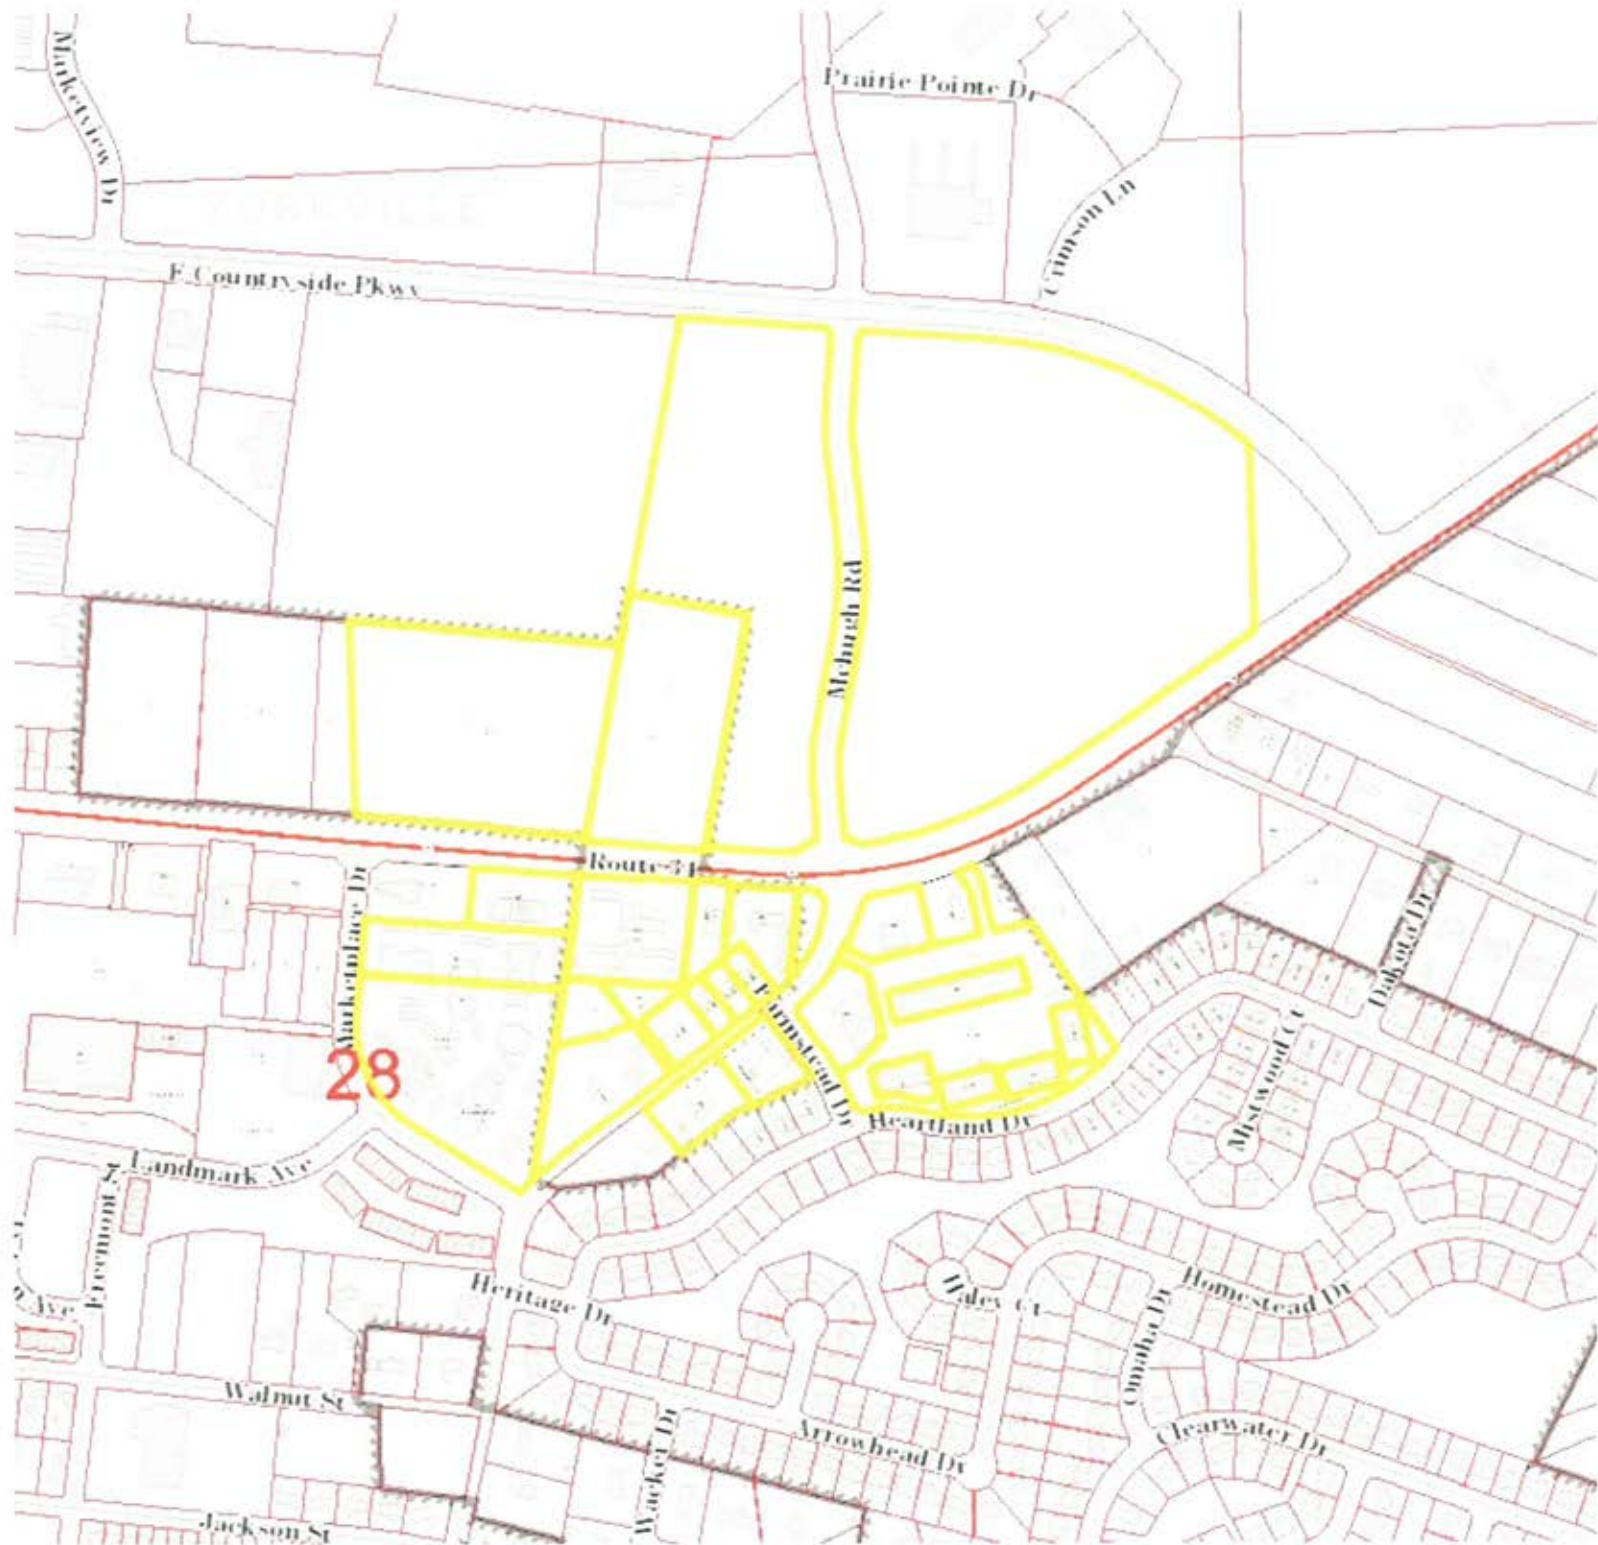 Marketview Dr
Prairie Pointe Dr
Crimson Ln
YORKVILLE
E Countryside Pkwy
Mchugh Rd
Route 34
Marketplace Dr
Dakota Dr
Farmstead Dr
28
Heartland Dr
Mistwood Ct
Landmark Ave
Freemont St
Ave
Heritage Dr
Haley Ct
Homestead Dr
Omaha Dr
Walnut St
Wacker Dr
Arrowhead Dr
Clearwater Dr
Jackson St